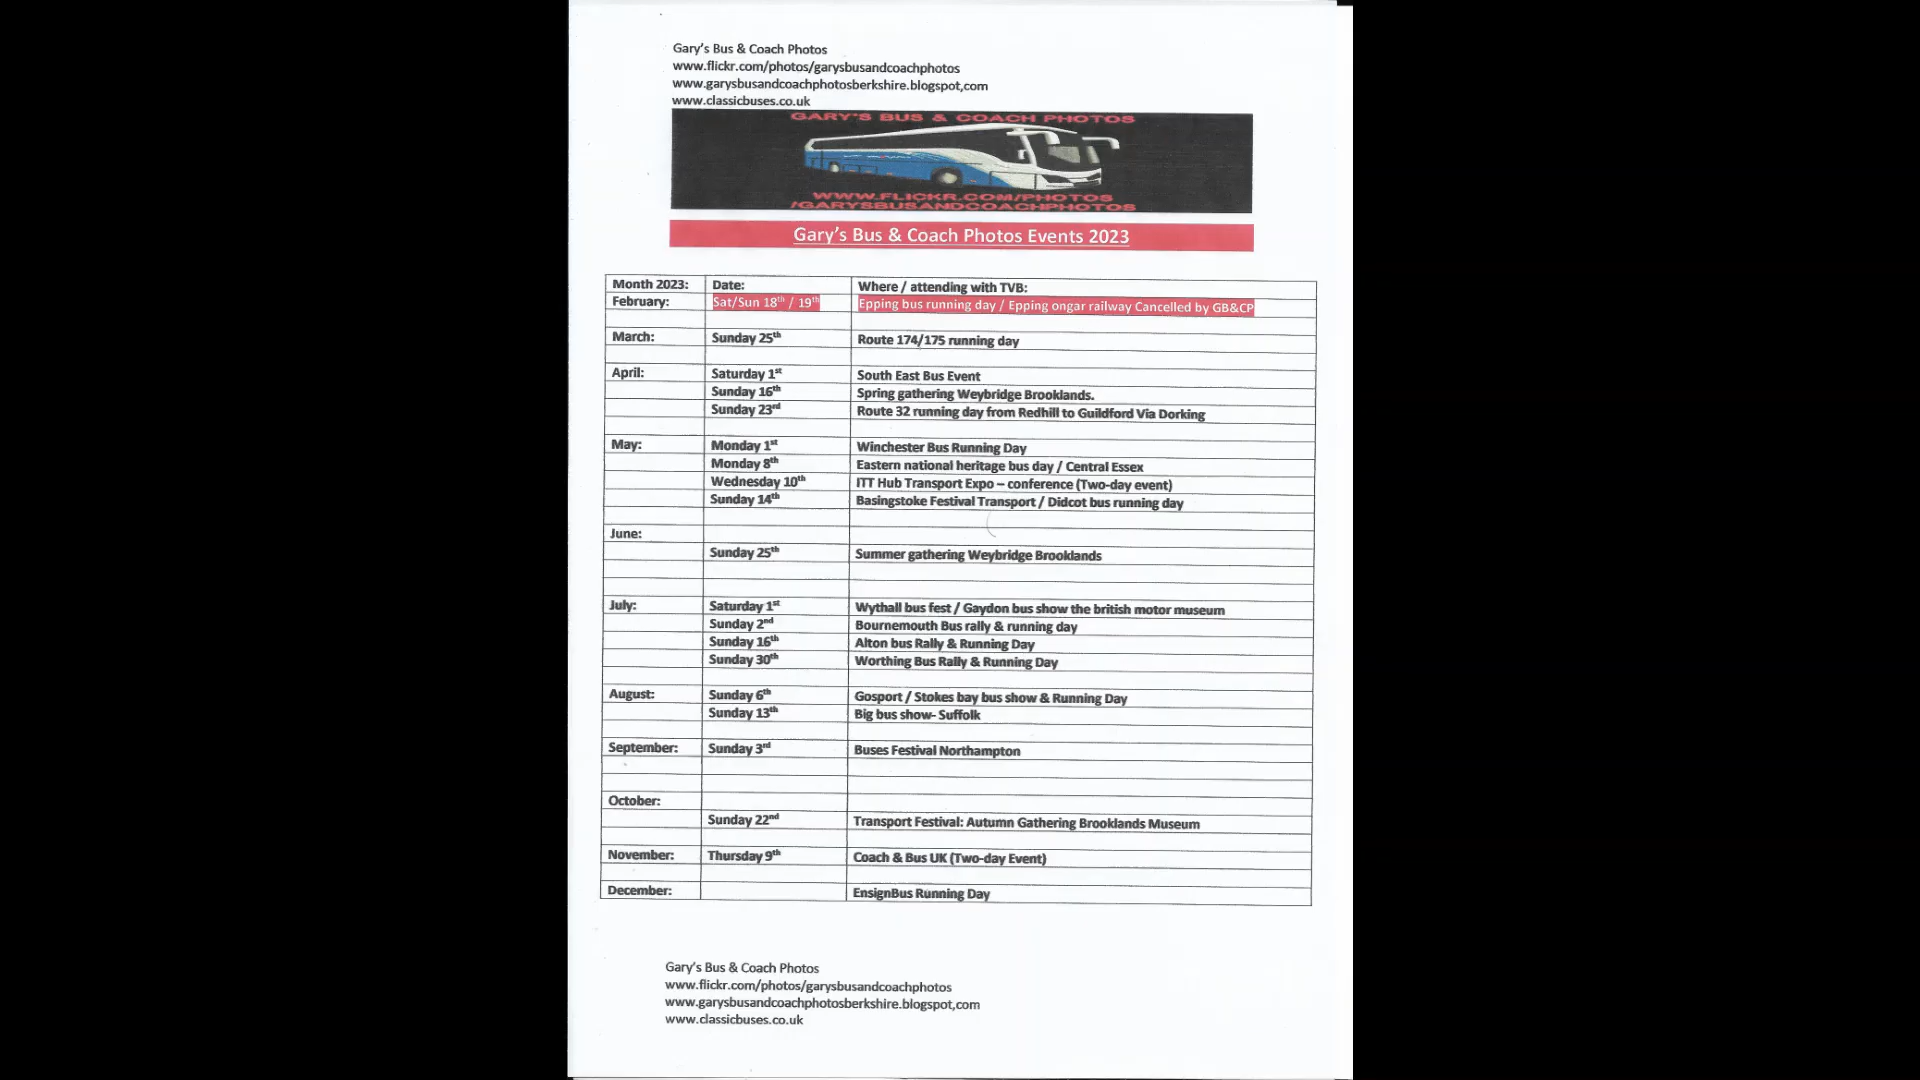 Gary's Bus & Coach Photos
www.flickr.com/photos/garysbusandcoachphotos
www.garysbusandcoachphotosberkshire.blogspot,com
www.classicbuses.co.uk
GARY'S BUS & COACH PHOTOS
WWW.FLICKR.COM/PHOTOS
/GARYSBUSANDCOACHPHOTOS
Gary's Bus & Coach Photos Events 2023
Month 2023: Date: Where / attending with TVB:
February: Sat/Sun 18th / 19th Epping bus running day / Epping ongar railway Cancelled by GB&CP
March: Sunday 25th Route 174/175 running day
April: Saturday 1st South East Bus Event
Sunday 16th Spring gathering Weybridge Brooklands.
Sunday 23rd Route 32 running day from Redhill to Guildford Via Dorking
May: Monday 1st Winchester Bus Running Day
Monday 8th Eastern national heritage bus day / Central Essex
Wednesday 10th ITT Hub Transport Expo – conference (Two-day event)
Sunday 14th Basingstoke Festival Transport / Didcot bus running day
June:
Sunday 25th Summer gathering Weybridge Brooklands
July: Saturday 1st Wythall bus fest / Gaydon bus show the british motor museum
Sunday 2nd Bournemouth Bus rally & running day
Sunday 16th Alton bus Rally & Running Day
Sunday 30th Worthing Bus Rally & Running Day
August: Sunday 6th Gosport / Stokes bay bus show & Running Day
Sunday 13th Big bus show- Suffolk
September: Sunday 3rd Buses Festival Northampton
October:
Sunday 22nd Transport Festival: Autumn Gathering Brooklands Museum
November: Thursday 9th Coach & Bus UK (Two-day Event)
December: EnsignBus Running Day
Gary's Bus & Coach Photos
www.flickr.com/photos/garysbusandcoachphotos
www.garysbusandcoachphotosberkshire.blogspot,com
www.classicbuses.co.uk